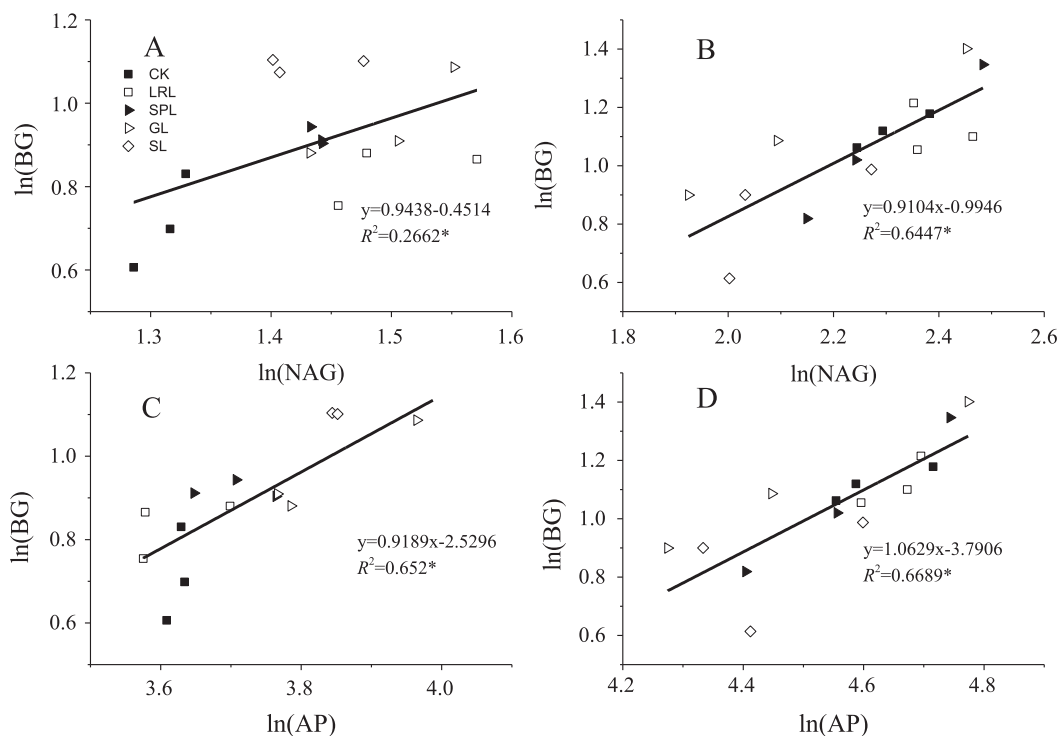 A
CK
LRL
SPL
GL
SL
y=0.9438-0.4514
R²=0.2662*
ln(BG)
1.2
1.0
0.8
0.6
1.3 1.4 1.5 1.6
ln(NAG)
B
y=0.9104x-0.9946
R²=0.6447*
ln(BG)
1.4
1.2
1.0
0.8
0.6
1.8 2.0 2.2 2.4 2.6
ln(NAG)
C
y=0.9189x-2.5296
R²=0.652*
ln(BG)
1.2
1.0
0.8
0.6
3.6 3.8 4.0
ln(AP)
D
y=1.0629x-3.7906
R²=0.6689*
ln(BG)
1.4
1.2
1.0
0.8
0.6
4.2 4.4 4.6 4.8
ln(AP)